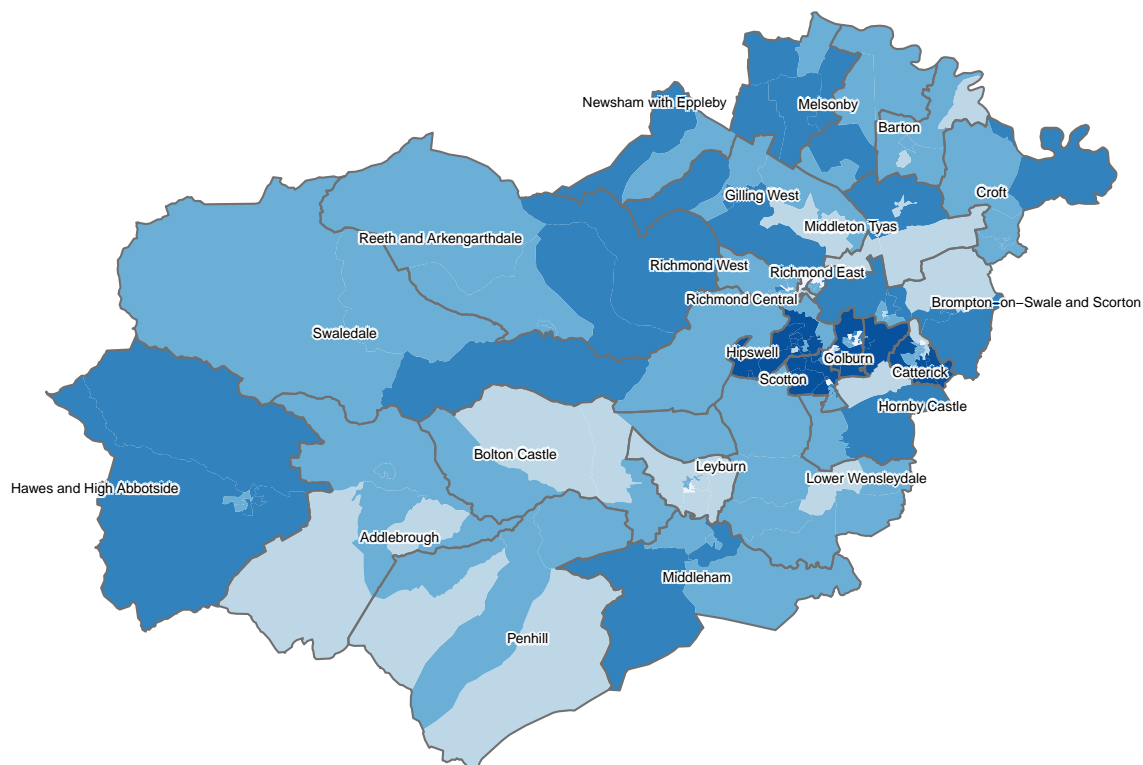 Newsham with Eppleby
Melsonby
Barton
Gilling West
Croft
Middleton Tyas
Reeth and Arkengarthdale
Richmond West
Richmond East
Richmond Central
Brompton−on−Swale and Scorton
Swaledale
Hipswell
Colburn
Scotton
Catterick
Hornby Castle
Bolton Castle
Leyburn
Lower Wensleydale
Hawes and High Abbotside
Addlebrough
Middleham
Penhill